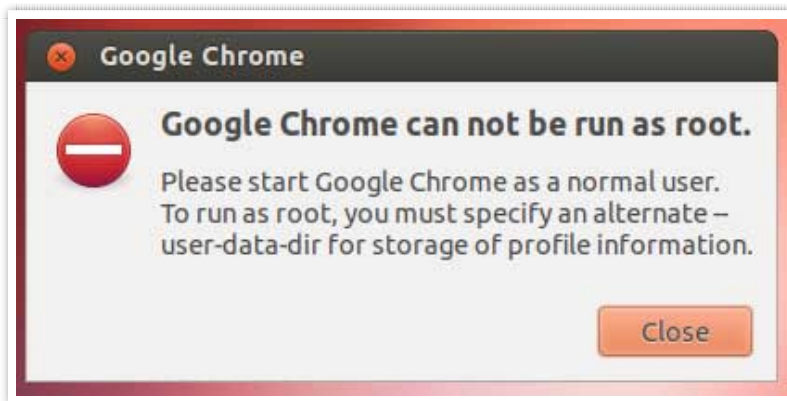 Google Chrome
Google Chrome can not be run as root.
Please start Google Chrome as a normal user.
To run as root, you must specify an alternate –
user-data-dir for storage of profile information.
Close